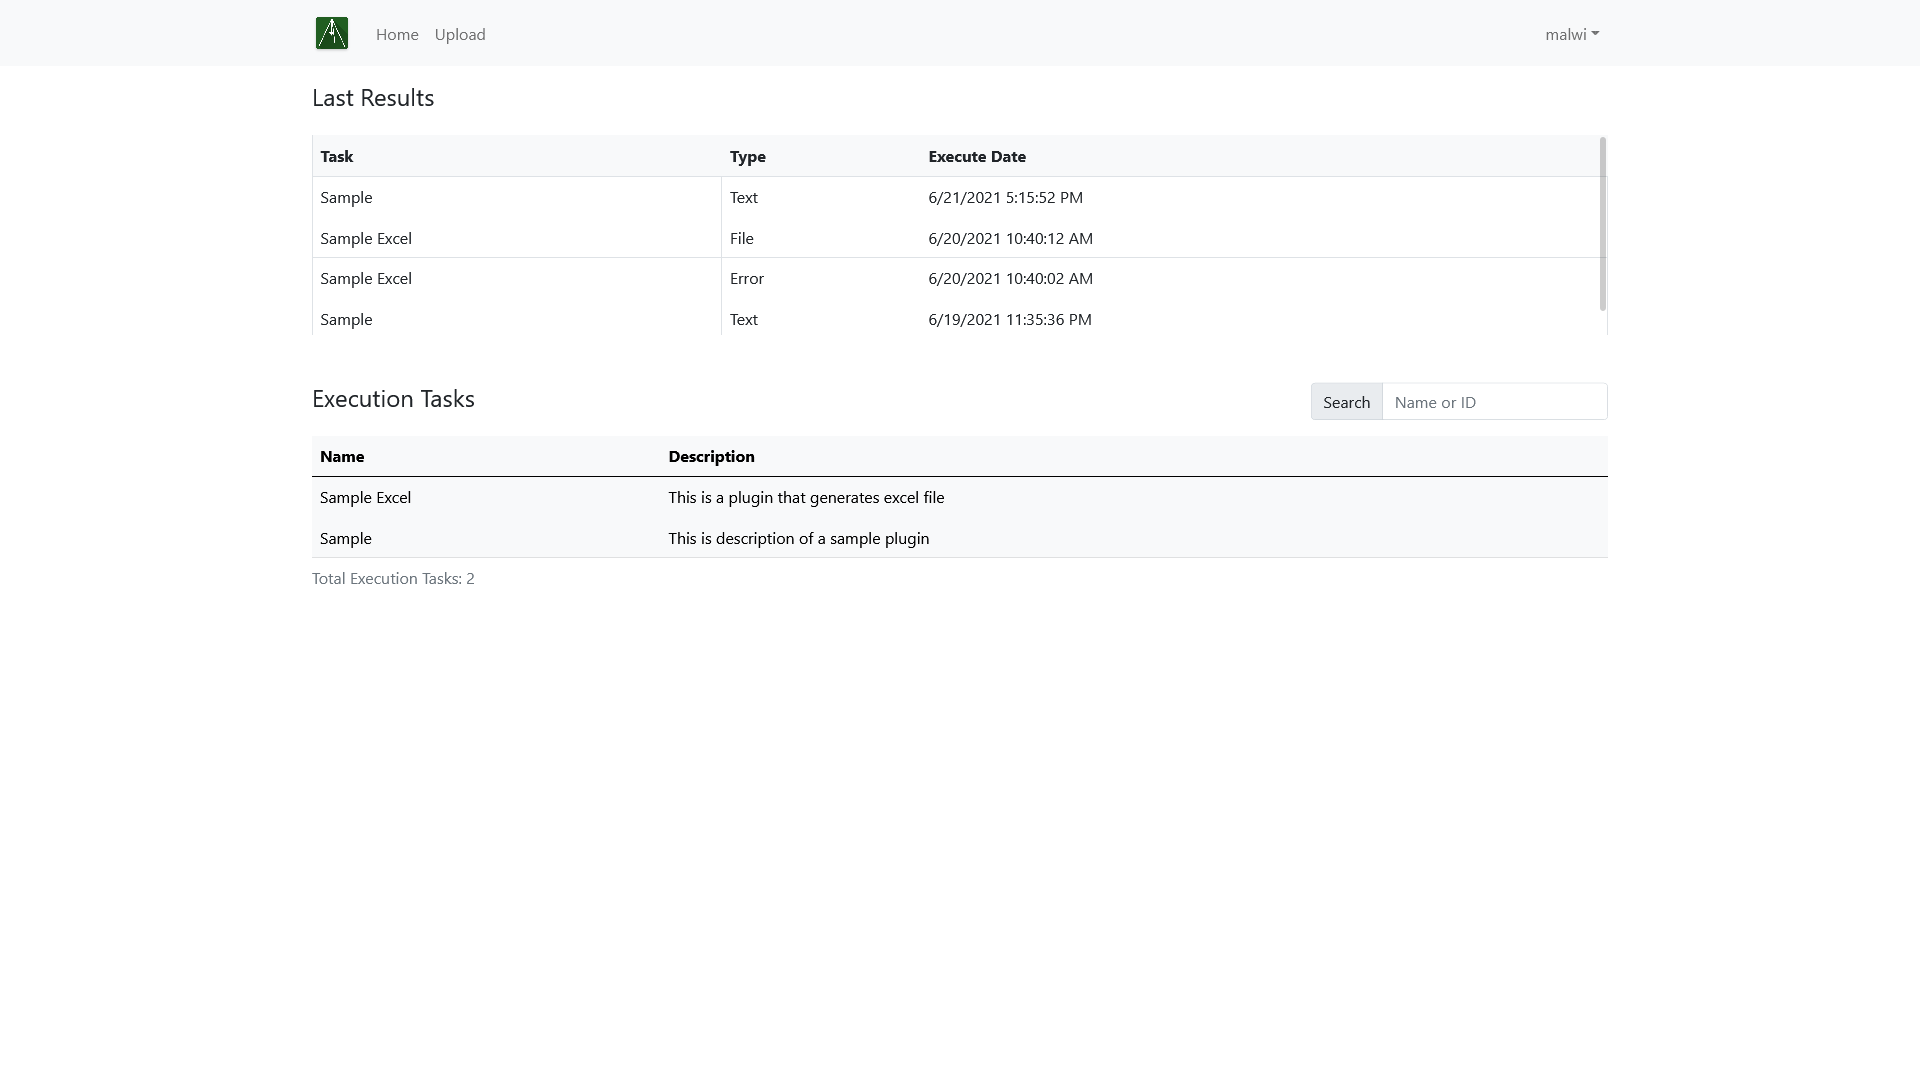 Home Upload malwi
Last Results
Task Type Execute Date
Sample Text 6/21/2021 5:15:52 PM
Sample Excel File 6/20/2021 10:40:12 AM
Sample Excel Error 6/20/2021 10:40:02 AM
Sample Text 6/19/2021 11:35:36 PM
Execution Tasks Search Name or ID
Name Description
Sample Excel This is a plugin that generates excel file
Sample This is description of a sample plugin
Total Execution Tasks: 2